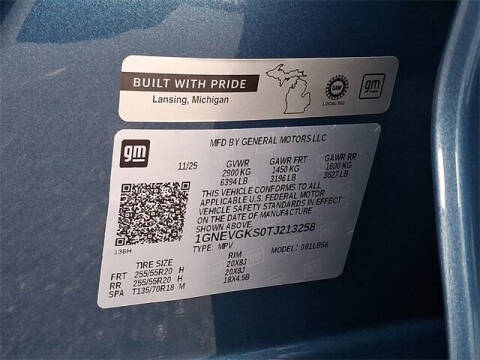 BUILT WITH PRIDE
Lansing, Michigan
gm
gm
MFD BY GENERAL MOTORS LLC
11/25 GVWR GAWR FRT GAWR RR
2900 KG 1450 KG 1600 KG
6394 LB 3196 LB 3527 LB
THIS VEHICLE CONFORMS TO ALL
APPLICABLE U.S. FEDERAL MOTOR
VEHICLE SAFETY STANDARDS IN EFFECT
ON THE DATE OF MANUFACTURE
SHOWN ABOVE.
1GNEVGKS0TJ213258
TYPE: MPV MODEL:
TIRE SIZE RIM
FRT 255/55R20 H 20X8J
RR 255/55R20 H 20X8J
SPA T135/70R18 M 18X4.5B